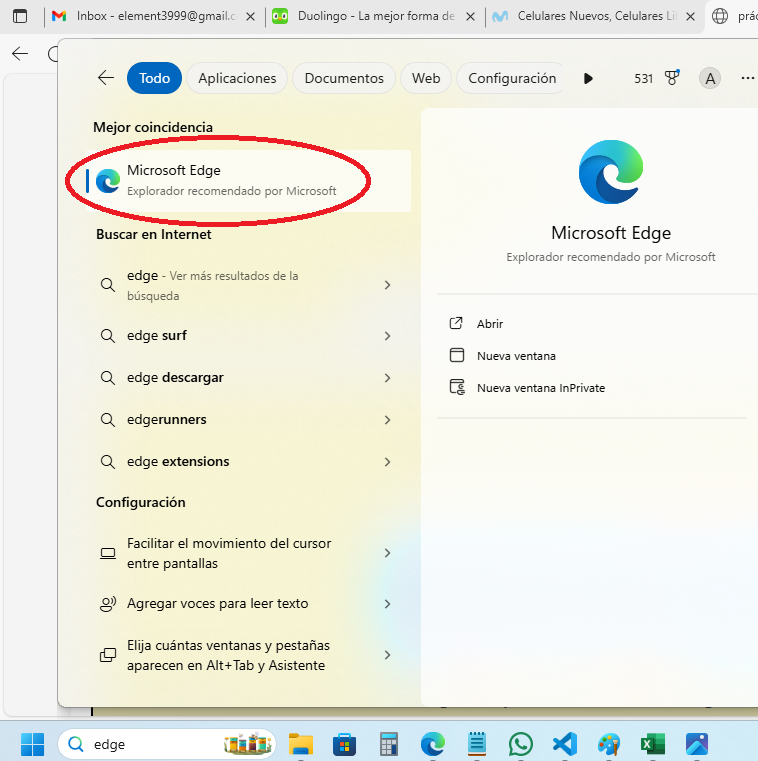 Inbox - element3999@gmail.c
Duolingo - La mejor forma de
Celulares Nuevos, Celulares Li
prác
Todo
Aplicaciones
Documentos
Web
Configuración
531
A
Mejor coincidencia
Microsoft Edge
Explorador recomendado por Microsoft
Buscar en Internet
edge - Ver más resultados de la
búsqueda
edge surf
edge descargar
edgerunners
edge extensions
Configuración
Facilitar el movimiento del cursor
entre pantallas
Agregar voces para leer texto
Elija cuántas ventanas y pestañas
aparecen en Alt+Tab y Asistente
Microsoft Edge
Explorador recomendado por Microsoft
Abrir
Nueva ventana
Nueva ventana InPrivate
edge